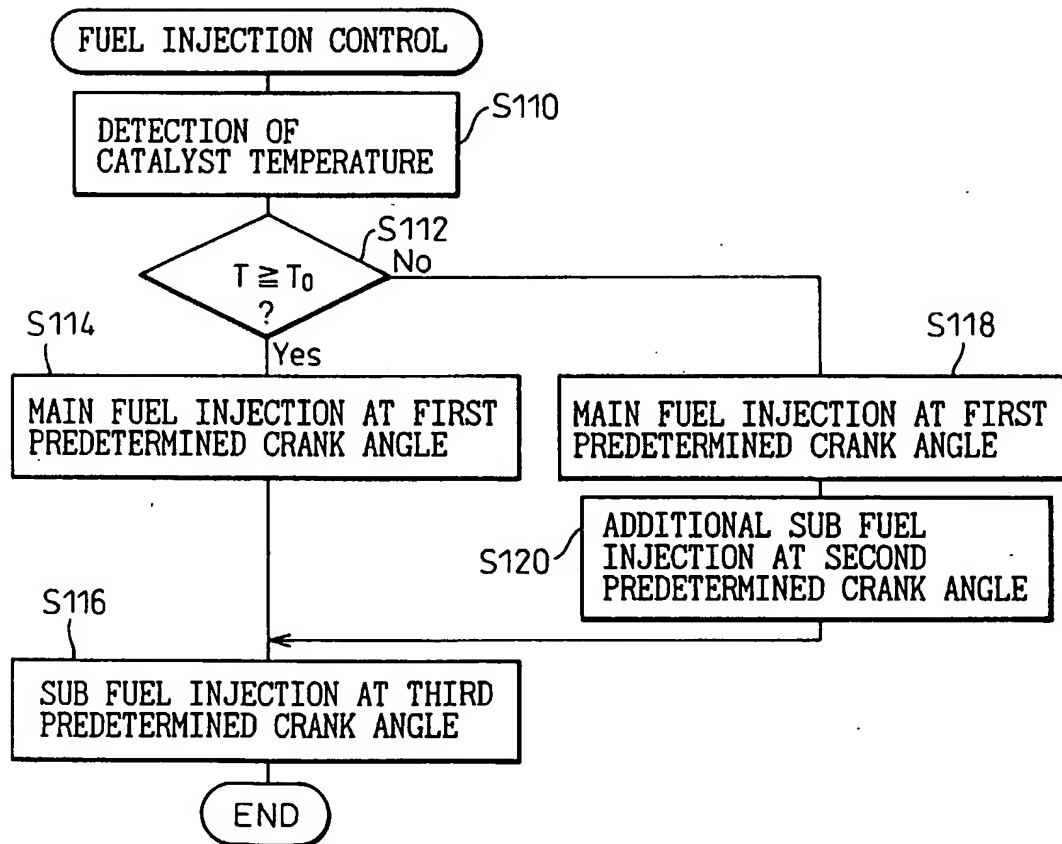 FUEL INJECTION CONTROL
S110
DETECTION OF
CATALYST TEMPERATURE
S112
T ≧ T₀
?
No
Yes
S114
MAIN FUEL INJECTION AT FIRST
PREDETERMINED CRANK ANGLE
S118
MAIN FUEL INJECTION AT FIRST
PREDETERMINED CRANK ANGLE
S120
ADDITIONAL SUB FUEL
INJECTION AT SECOND
PREDETERMINED CRANK ANGLE
S116
SUB FUEL INJECTION AT THIRD
PREDETERMINED CRANK ANGLE
END